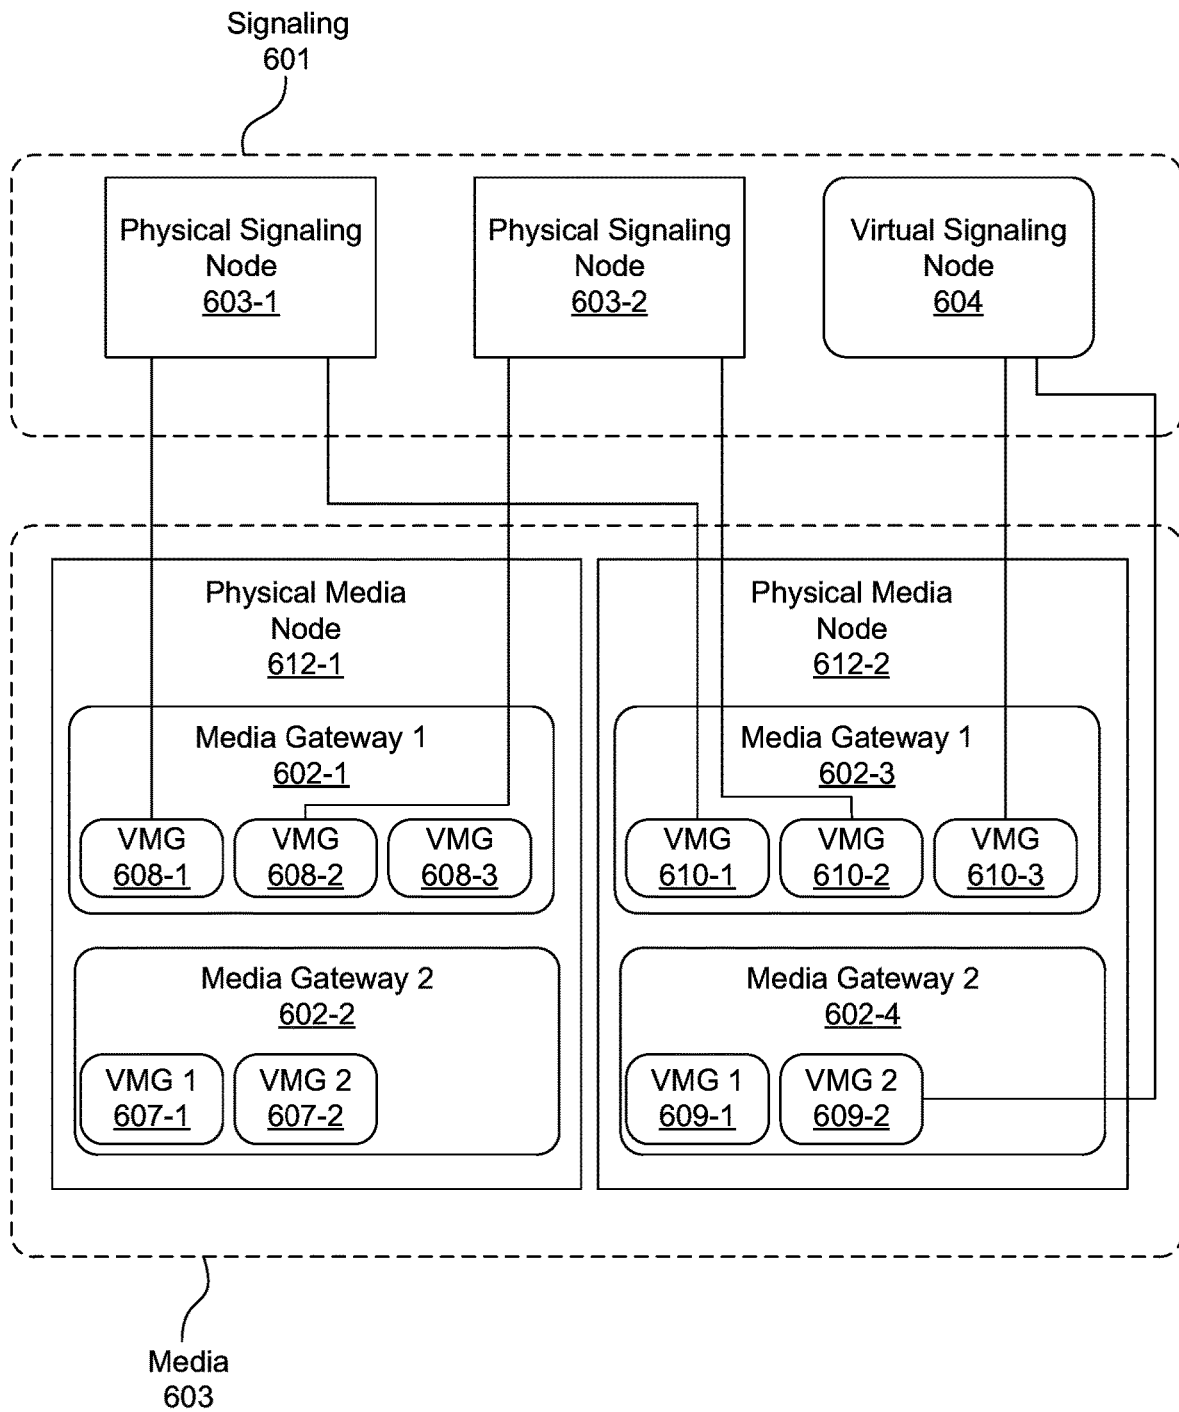 Signaling
601
Physical Signaling
Node
603-1
Physical Signaling
Node
603-2
Virtual Signaling
Node
604
Physical Media
Node
612-1
Media Gateway 1
602-1
VMG
608-1
VMG
608-2
VMG
608-3
Media Gateway 2
602-2
VMG 1
607-1
VMG 2
607-2
Physical Media
Node
612-2
Media Gateway 1
602-3
VMG
610-1
VMG
610-2
VMG
610-3
Media Gateway 2
602-4
VMG 1
609-1
VMG 2
609-2
Media
603